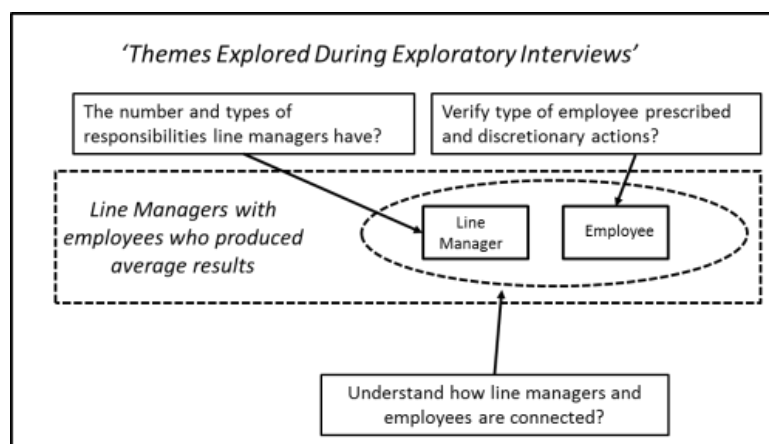 ‘Themes Explored During Exploratory Interviews’
The number and types of
responsibilities line managers have?
Verify type of employee prescribed
and discretionary actions?
Line Managers with
employees who produced
average results
Line
Manager
Employee
Understand how line managers and
employees are connected?